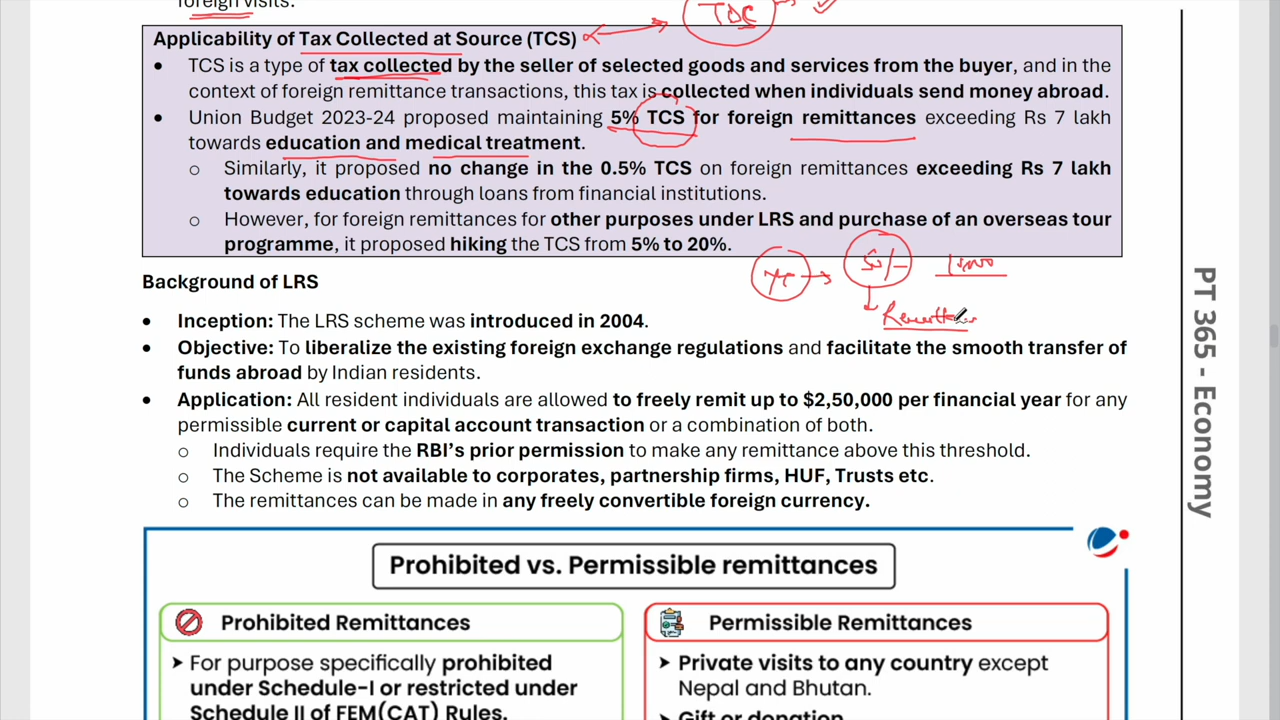 foreign visits.
TDS
Applicability of Tax Collected at Source (TCS)
• TCS is a type of tax collected by the seller of selected goods and services from the buyer, and in the
context of foreign remittance transactions, this tax is collected when individuals send money abroad.
• Union Budget 2023-24 proposed maintaining 5% TCS for foreign remittances exceeding Rs 7 lakh
towards education and medical treatment.
o Similarly, it proposed no change in the 0.5% TCS on foreign remittances exceeding Rs 7 lakh
towards education through loans from financial institutions.
o However, for foreign remittances for other purposes under LRS and purchase of an overseas tour
programme, it proposed hiking the TCS from 5% to 20%.
Background of LRS
• Inception: The LRS scheme was introduced in 2004.
• Objective: To liberalize the existing foreign exchange regulations and facilitate the smooth transfer of
funds abroad by Indian residents.
• Application: All resident individuals are allowed to freely remit up to $2,50,000 per financial year for any
permissible current or capital account transaction or a combination of both.
o Individuals require the RBI's prior permission to make any remittance above this threshold.
o The Scheme is not available to corporates, partnership firms, HUF, Trusts etc.
o The remittances can be made in any freely convertible foreign currency.
PT 365 - Economy
Prohibited vs. Permissible remittances
Prohibited Remittances
➤ For purpose specifically prohibited
under Schedule-I or restricted under
Schedule II of FEM(CAT) Rules.
Permissible Remittances
➤ Private visits to any country except
Nepal and Bhutan.
➤ Gift or donation